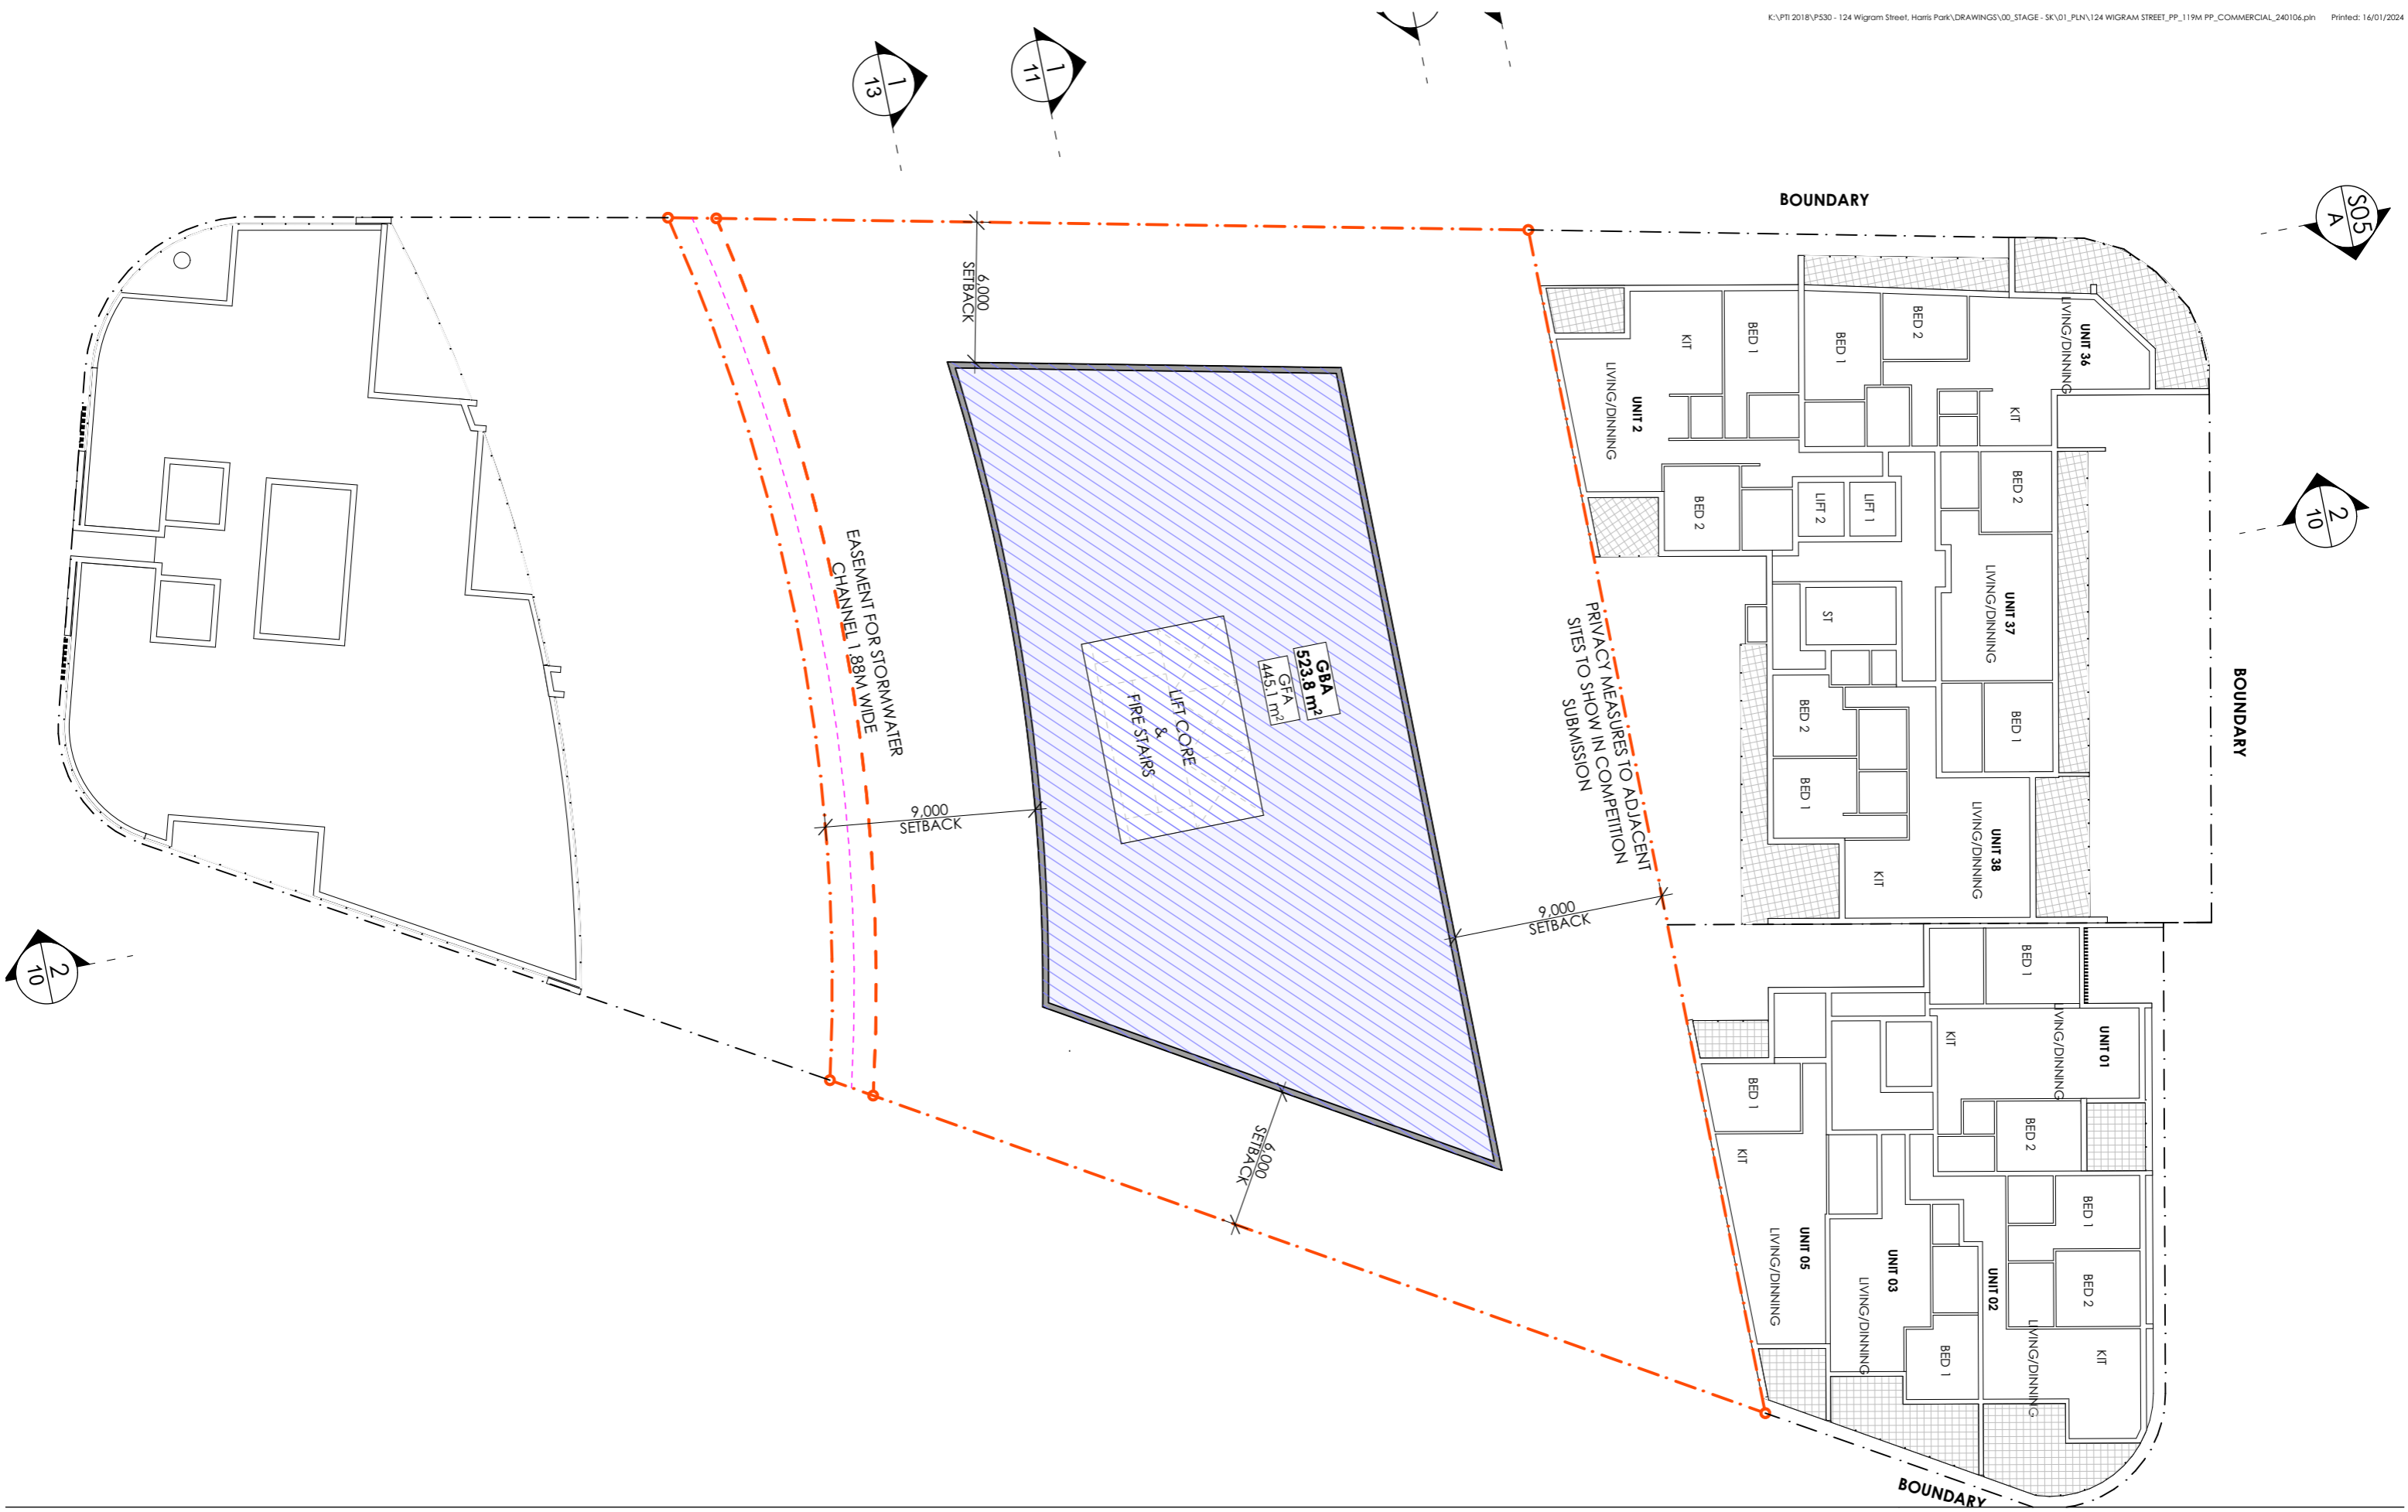 K:\PTI 2018\P530 - 124 Wigram Street, Harris Park\DRAWINGS\00_STAGE - SK\01_PLN\124 WIGRAM STREET_PP_119M PP_COMMERCIAL_240106.pln Printed: 16/01/2024
1
13
1
11
BOUNDARY
S05
A
6,000
SETBACK
UNIT 36
LIVING/DINNING
BED 2
BED 1
BED 1
KIT
KIT
UNIT 2
LIVING/DINNING
BED 2
BED 2
LIFT 1
LIFT 2
2
10
UNIT 37
LIVING/DINNING
ST
EASEMENT FOR STORMWATER
CHANNEL 1.88M WIDE
GBA
523.8 m²
GFA
445.1 m²
LIFT CORE
&
FIRE STAIRS
PRIVACY MEASURES TO ADJACENT
SITES TO SHOW IN COMPETITION
SUBMISSION
BOUNDARY
BED 2
BED 1
BED 1
9,000
SETBACK
UNIT 38
LIVING/DINNING
KIT
9,000
SETBACK
2
10
BED 1
UNIT 01
LIVING/DINNING
KIT
BED 1
BED 2
KIT
6,000
SETBACK
BED 1
UNIT 05
LIVING/DINNING
UNIT 03
LIVING/DINNING
UNIT 02
LIVING/DINNING
BED 2
KIT
BED 1
BOUNDARY